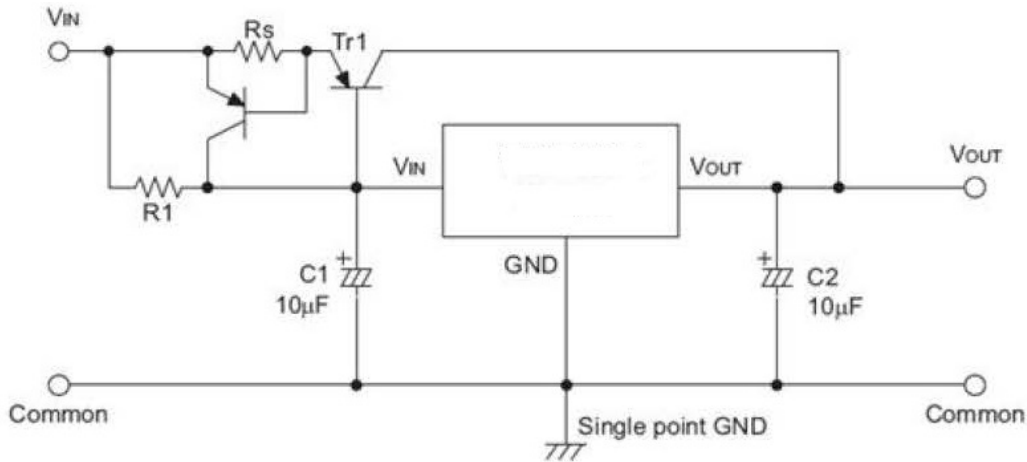 VIN
Rs
Tr1
R1
VIN
VOUT
VOUT
GND
C1
10μF
C2
10μF
Common
Single point GND
Common
+
+